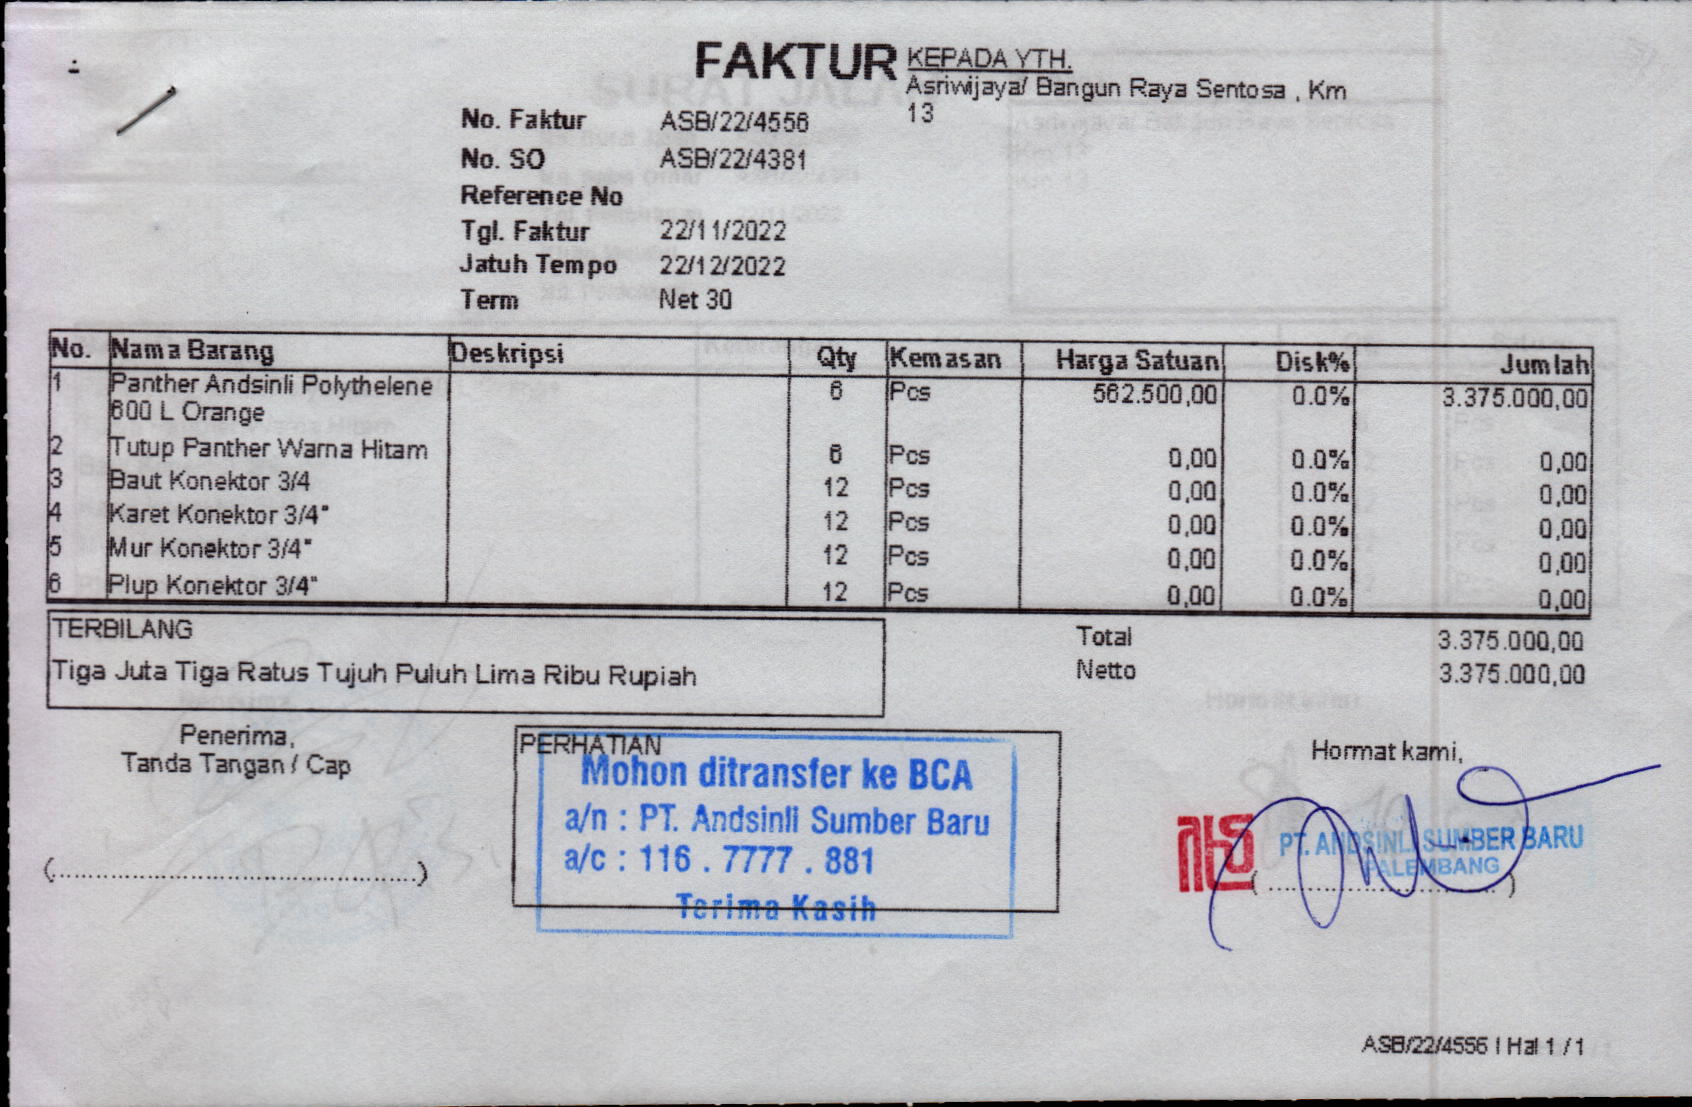 FAKTUR
KEPADA YTH.
Asriwijaya/ Bangun Raya Sentosa , Km
13
No. Faktur ASB/22/4556
No. SO ASB/22/4381
Reference No
Tgl. Faktur 22/11/2022
Jatuh Tempo 22/12/2022
Term Net 30
No. Nama Barang Deskripsi Qty Kemasan Harga Satuan Disk% Jumlah
1 Panther Andsinli Polythelene 6 Pcs 562.500,00 0.0% 3.375.000,00
600 L Orange
2 Tutup Panther Warna Hitam 6 Pcs 0,00 0.0% 0,00
3 Baut Konektor 3/4 12 Pcs 0,00 0.0% 0,00
4 Karet Konektor 3/4" 12 Pcs 0,00 0.0% 0,00
5 Mur Konektor 3/4" 12 Pcs 0,00 0.0% 0,00
6 Plup Konektor 3/4" 12 Pcs 0,00 0.0% 0,00
TERBILANG
Tiga Juta Tiga Ratus Tujuh Puluh Lima Ribu Rupiah
Total 3.375.000,00
Netto 3.375.000,00
Penerima,
Tanda Tangan / Cap
(................................................)
PERHATIAN
Mohon ditransfer ke BCA
a/n : PT. Andsinli Sumber Baru
a/c : 116 . 7777 . 881
Terima Kasih
Hormat kami,
PT. ANDSINLI SUMBER BARU
PALEMBANG
(................................)
ASB/22/4556 | Hal 1 / 1